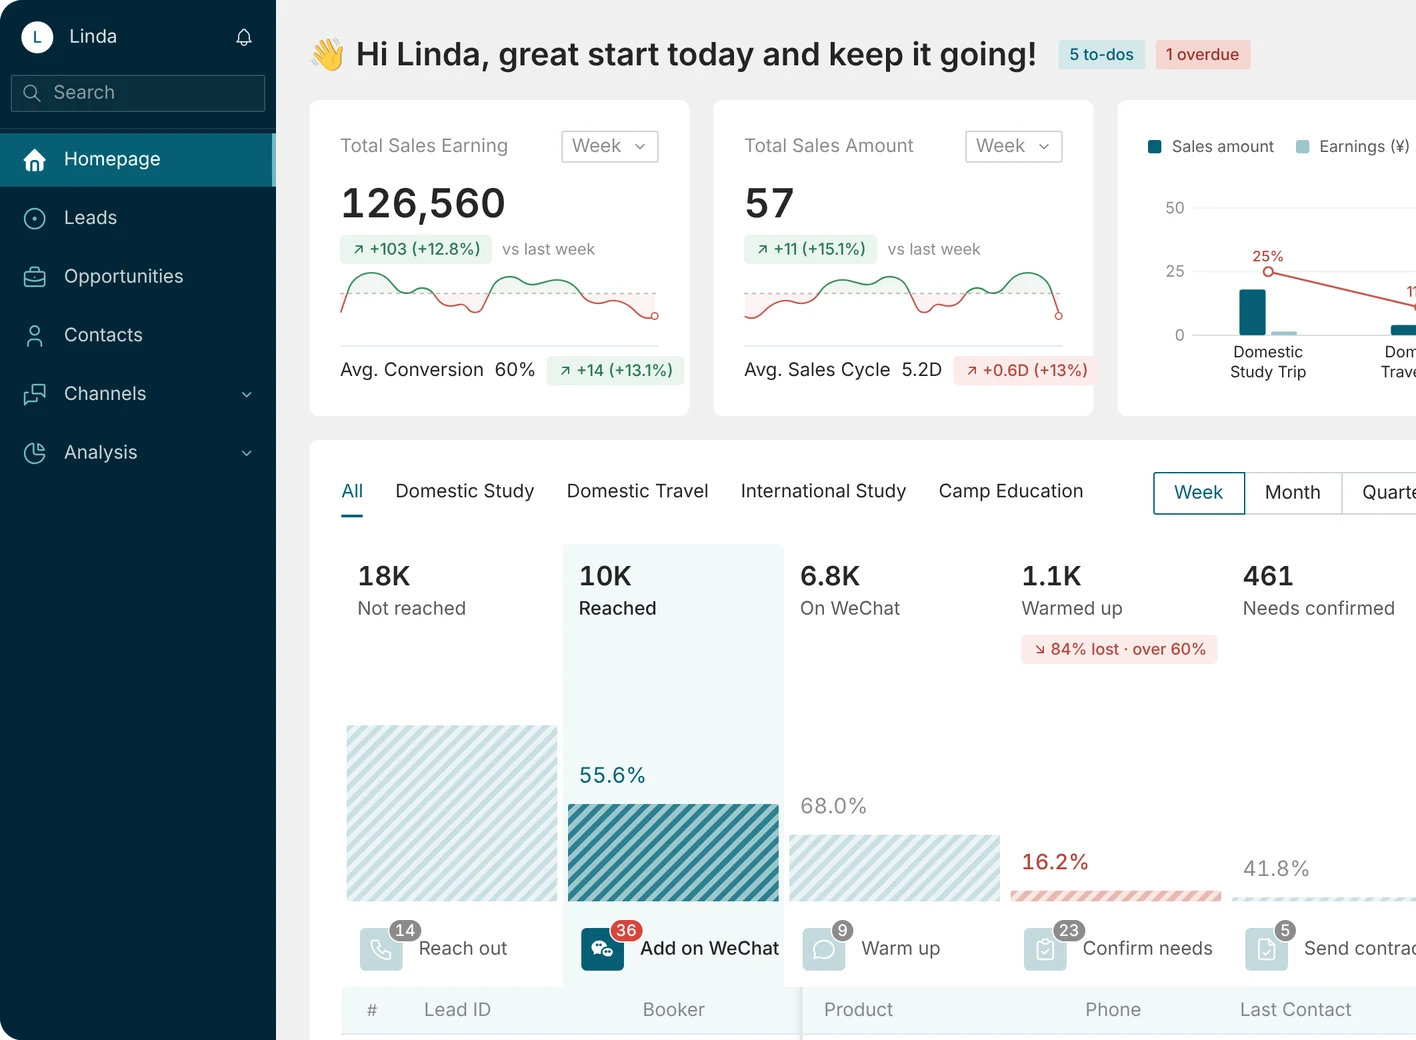 L
Linda
Search
Homepage
Leads
Opportunities
Contacts
Channels
Analysis
👋 Hi Linda, great start today and keep it going!
5 to-dos
1 overdue
Total Sales Earning
Week
126,560
↗ +103 (+12.8%)
vs last week
Avg. Conversion 60%
↗ +14 (+13.1%)
Total Sales Amount
Week
57
↗ +11 (+15.1%)
vs last week
Avg. Sales Cycle 5.2D
↗ +0.6D (+13%)
Sales amount
Earnings (¥)
50
25
0
25%
11
Domestic
Study Trip
Dom
Trave
All
Domestic Study
Domestic Travel
International Study
Camp Education
Week
Month
Quarte
18K
Not reached
10K
Reached
6.8K
On WeChat
1.1K
Warmed up
↘ 84% lost · over 60%
461
Needs confirmed
55.6%
68.0%
16.2%
41.8%
14
Reach out
36
Add on WeChat
9
Warm up
23
Confirm needs
5
Send contrac
#
Lead ID
Booker
Product
Phone
Last Contact